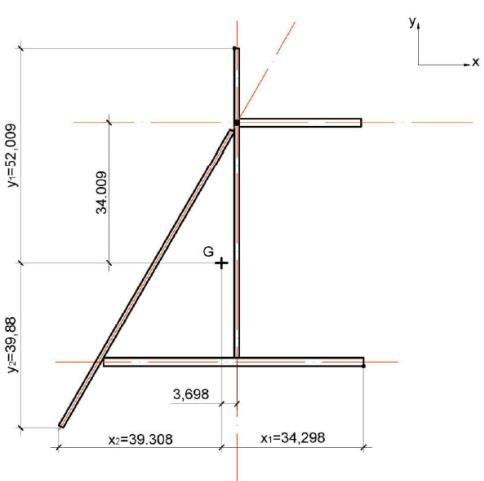 y
x
y₁=52,009
34.009
G
y₂=39,88
3,698
x₂=39.308
x₁=34,298